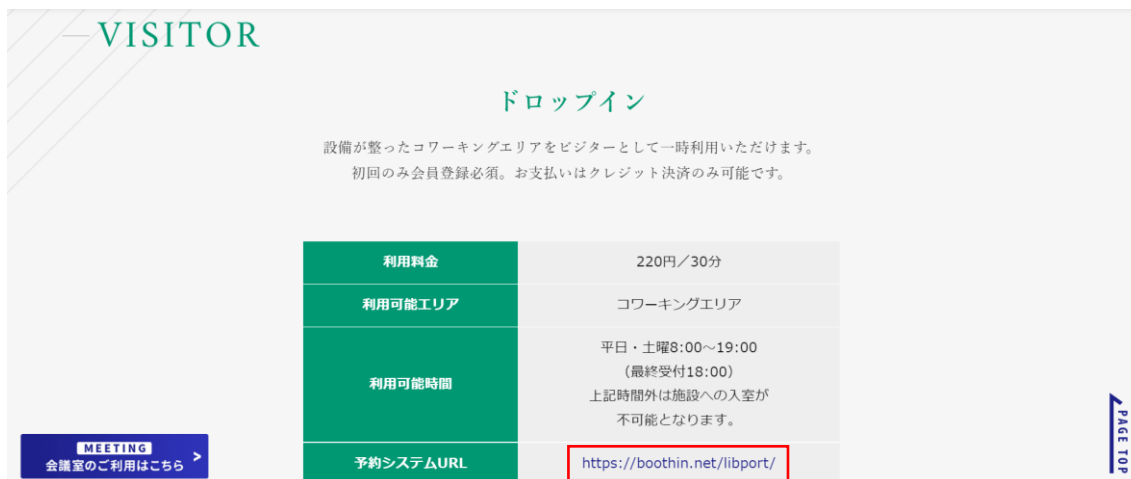 VISITOR
ドロップイン
設備が整ったコワーキングエリアをビジターとして一時利用いただけます。
初回のみ会員登録必須。お支払いはクレジット決済のみ可能です。
利用料金 220円／30分
利用可能エリア コワーキングエリア
利用可能時間
平日・土曜8:00～19:00
（最終受付18:00）
上記時間外は施設への入室が
不可能となります。
予約システムURL https://boothin.net/libport/
MEETING
会議室のご利用はこちら >
PAGE TOP